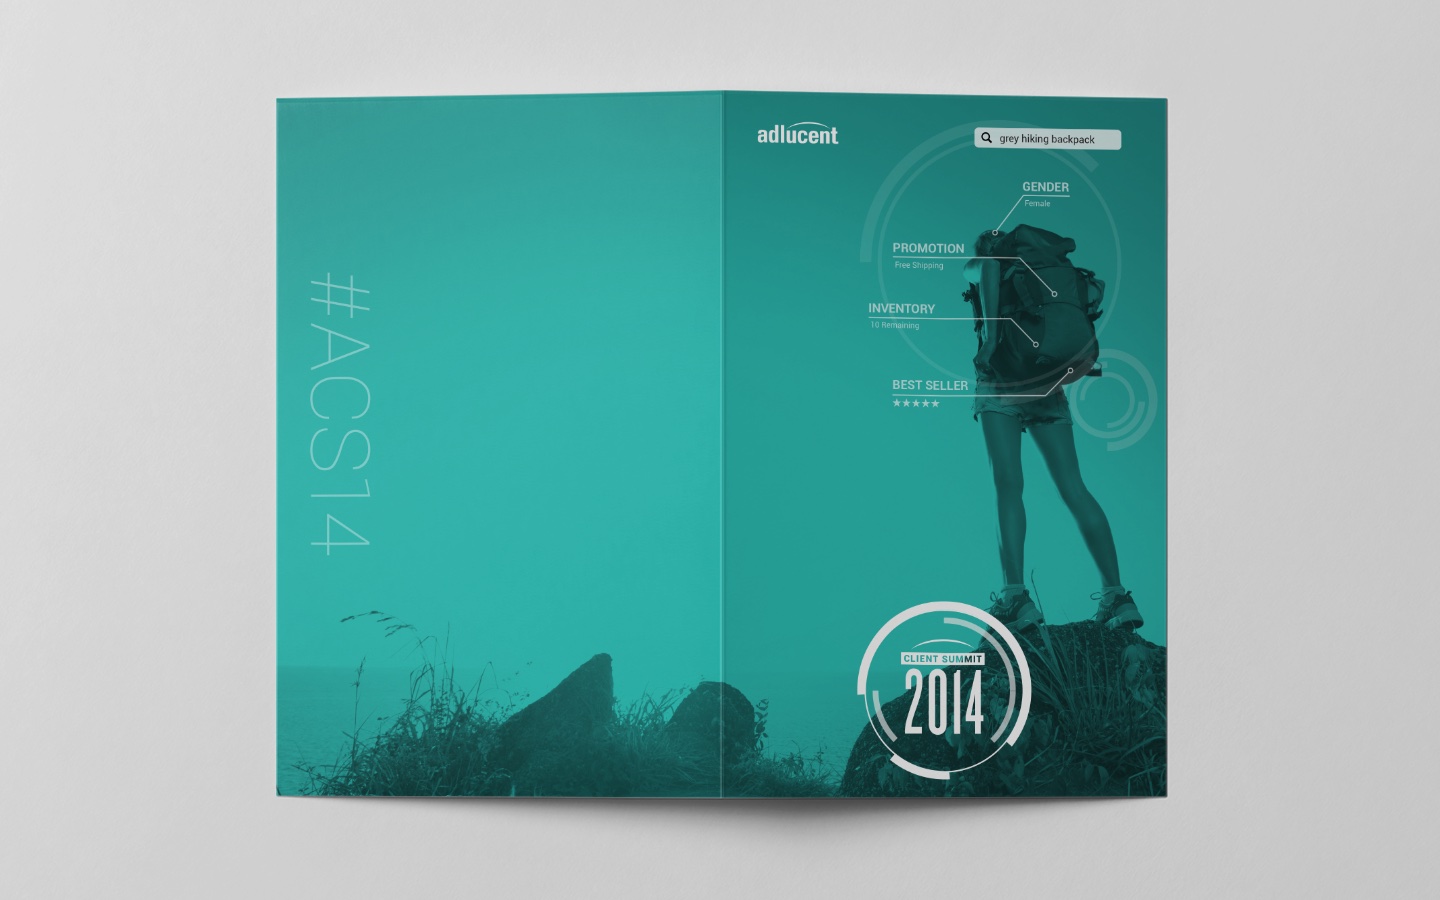 #ACS14
adlucent
grey hiking backpack
GENDER
Female
PROMOTION
Free Shipping
INVENTORY
10 Remaining
BEST SELLER
★★★★★
CLIENT SUMMIT
2014